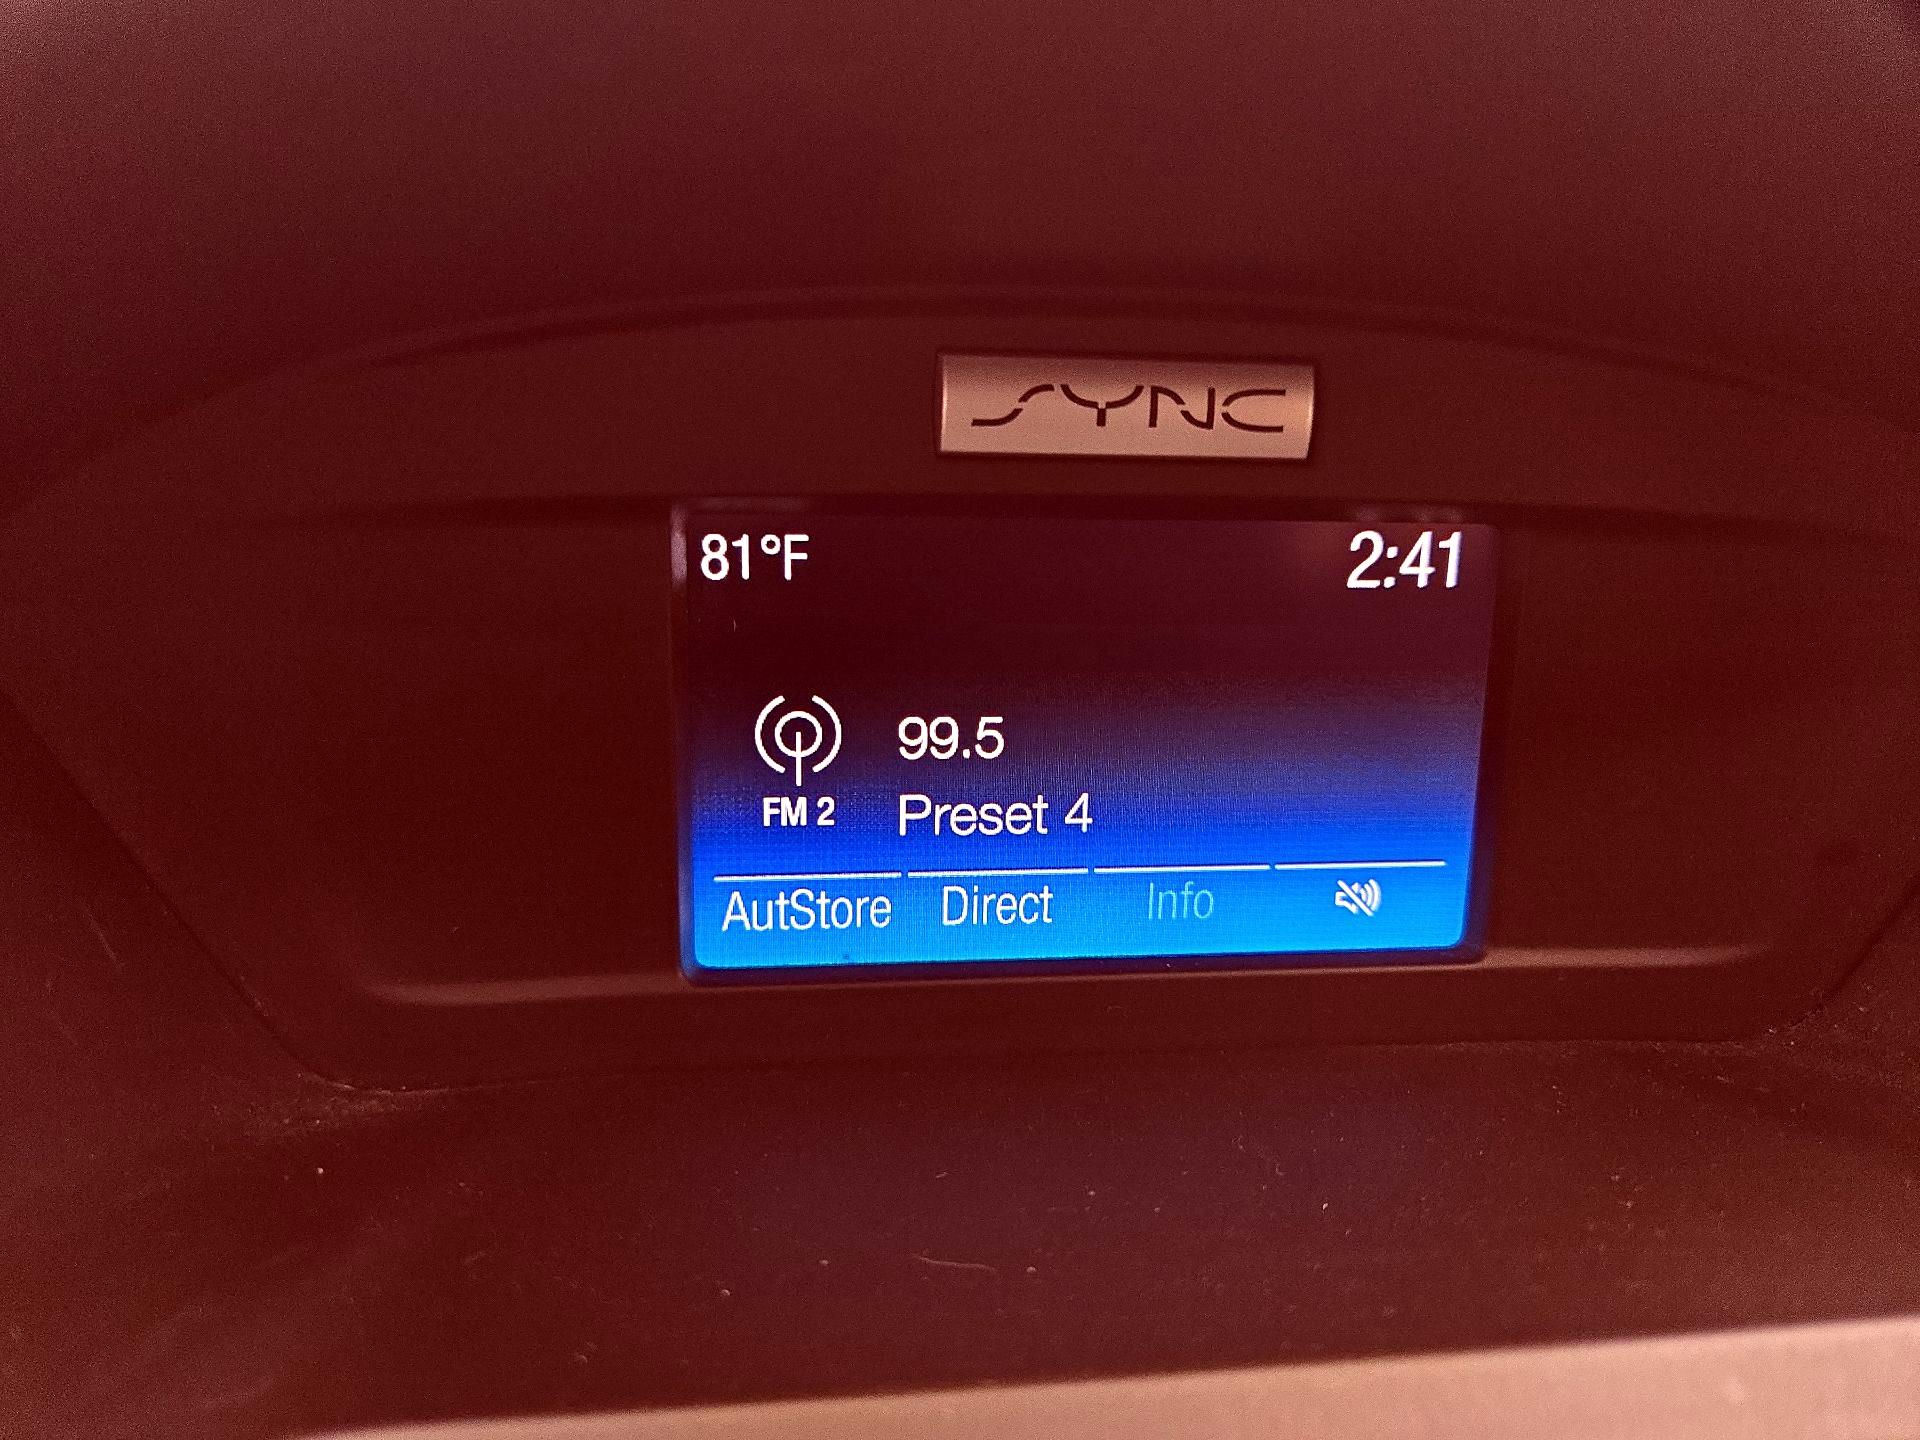 SYNC
81°F 2:41
99.5
FM 2 Preset 4
AutStore Direct Info